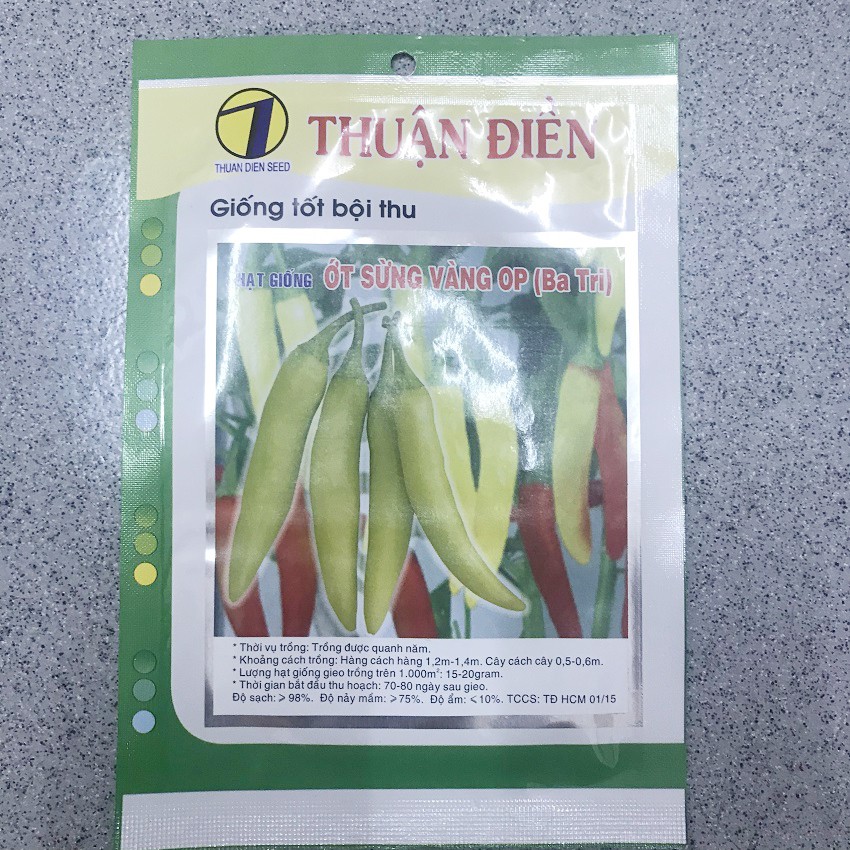 THUẬN ĐIỀN
THUAN DIEN SEED
Giống tốt bội thu
HẠT GIỐNG ỚT SỪNG VÀNG OP (Ba Tri)
* Thời vụ trồng: Trồng được quanh năm.
* Khoảng cách trồng: Hàng cách hàng 1,2m-1,4m. Cây cách cây 0,5-0,6m.
* Lượng hạt giống gieo trồng trên 1.000m²: 15-20gram.
* Thời gian bắt đầu thu hoạch: 70-80 ngày sau gieo.
Độ sạch: ⩾ 98%. Độ nảy mầm: ⩾ 75%. Độ ẩm: ⩽ 10%. TCCS: TĐ HCM 01/15